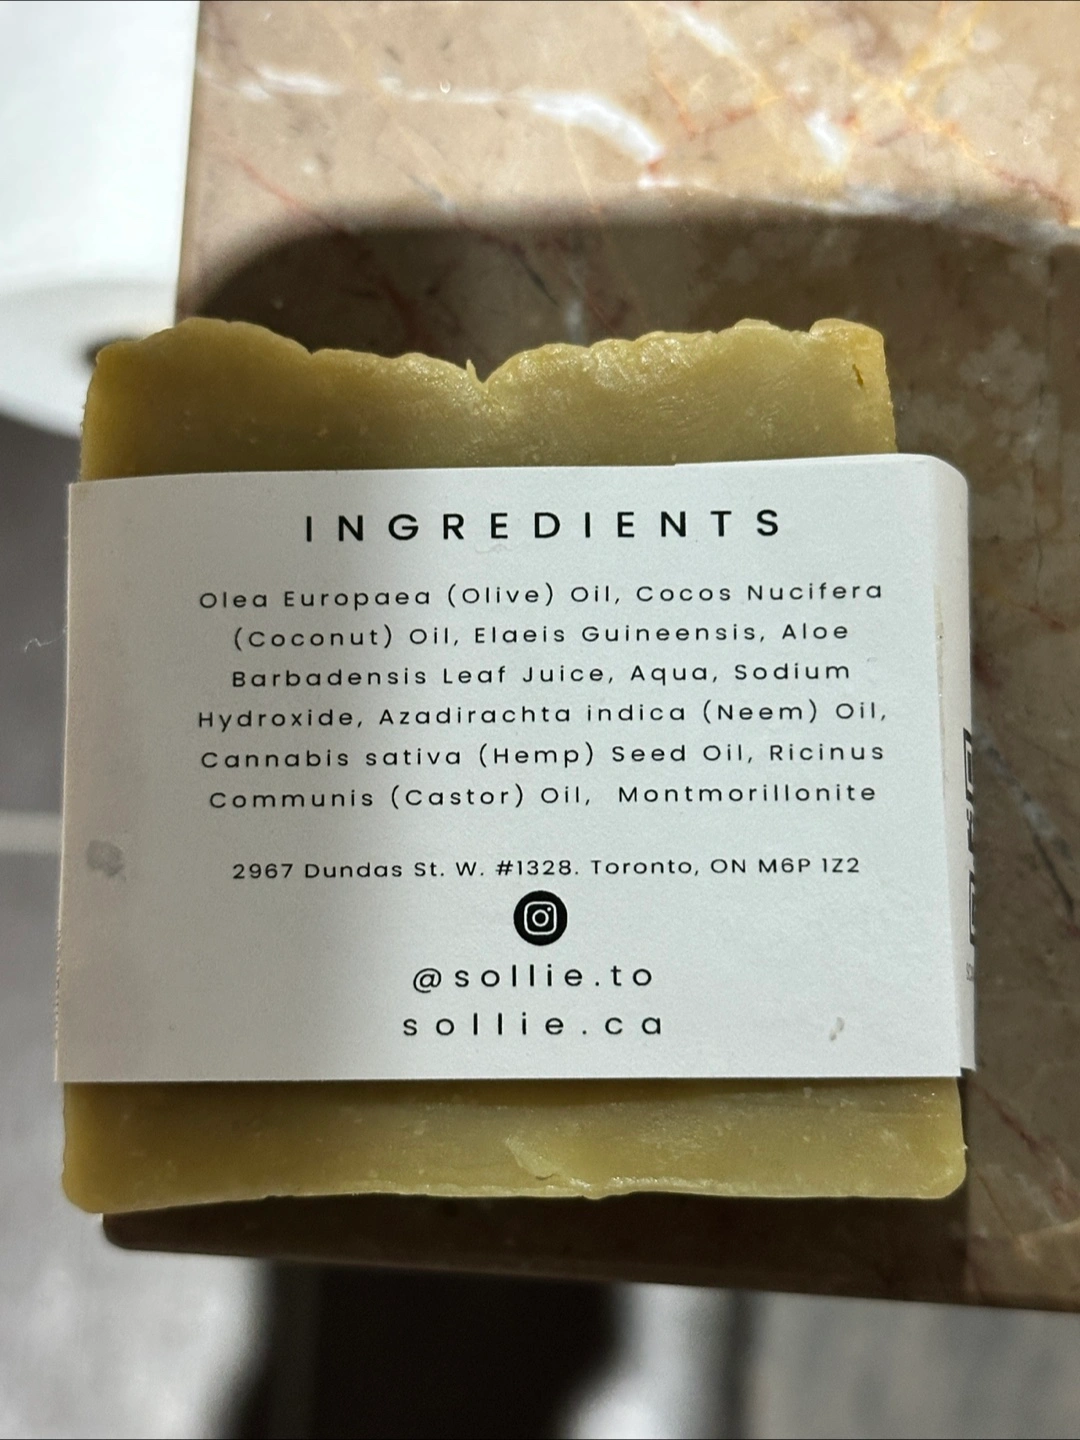 INGREDIENTS
Olea Europaea (Olive) Oil, Cocos Nucifera
(Coconut) Oil, Elaeis Guineensis, Aloe
Barbadensis Leaf Juice, Aqua, Sodium
Hydroxide, Azadirachta indica (Neem) Oil,
Cannabis sativa (Hemp) Seed Oil, Ricinus
Communis (Castor) Oil, Montmorillonite
2967 Dundas St. W. #1328. Toronto, ON M6P 1Z2
@sollie.to
sollie.ca